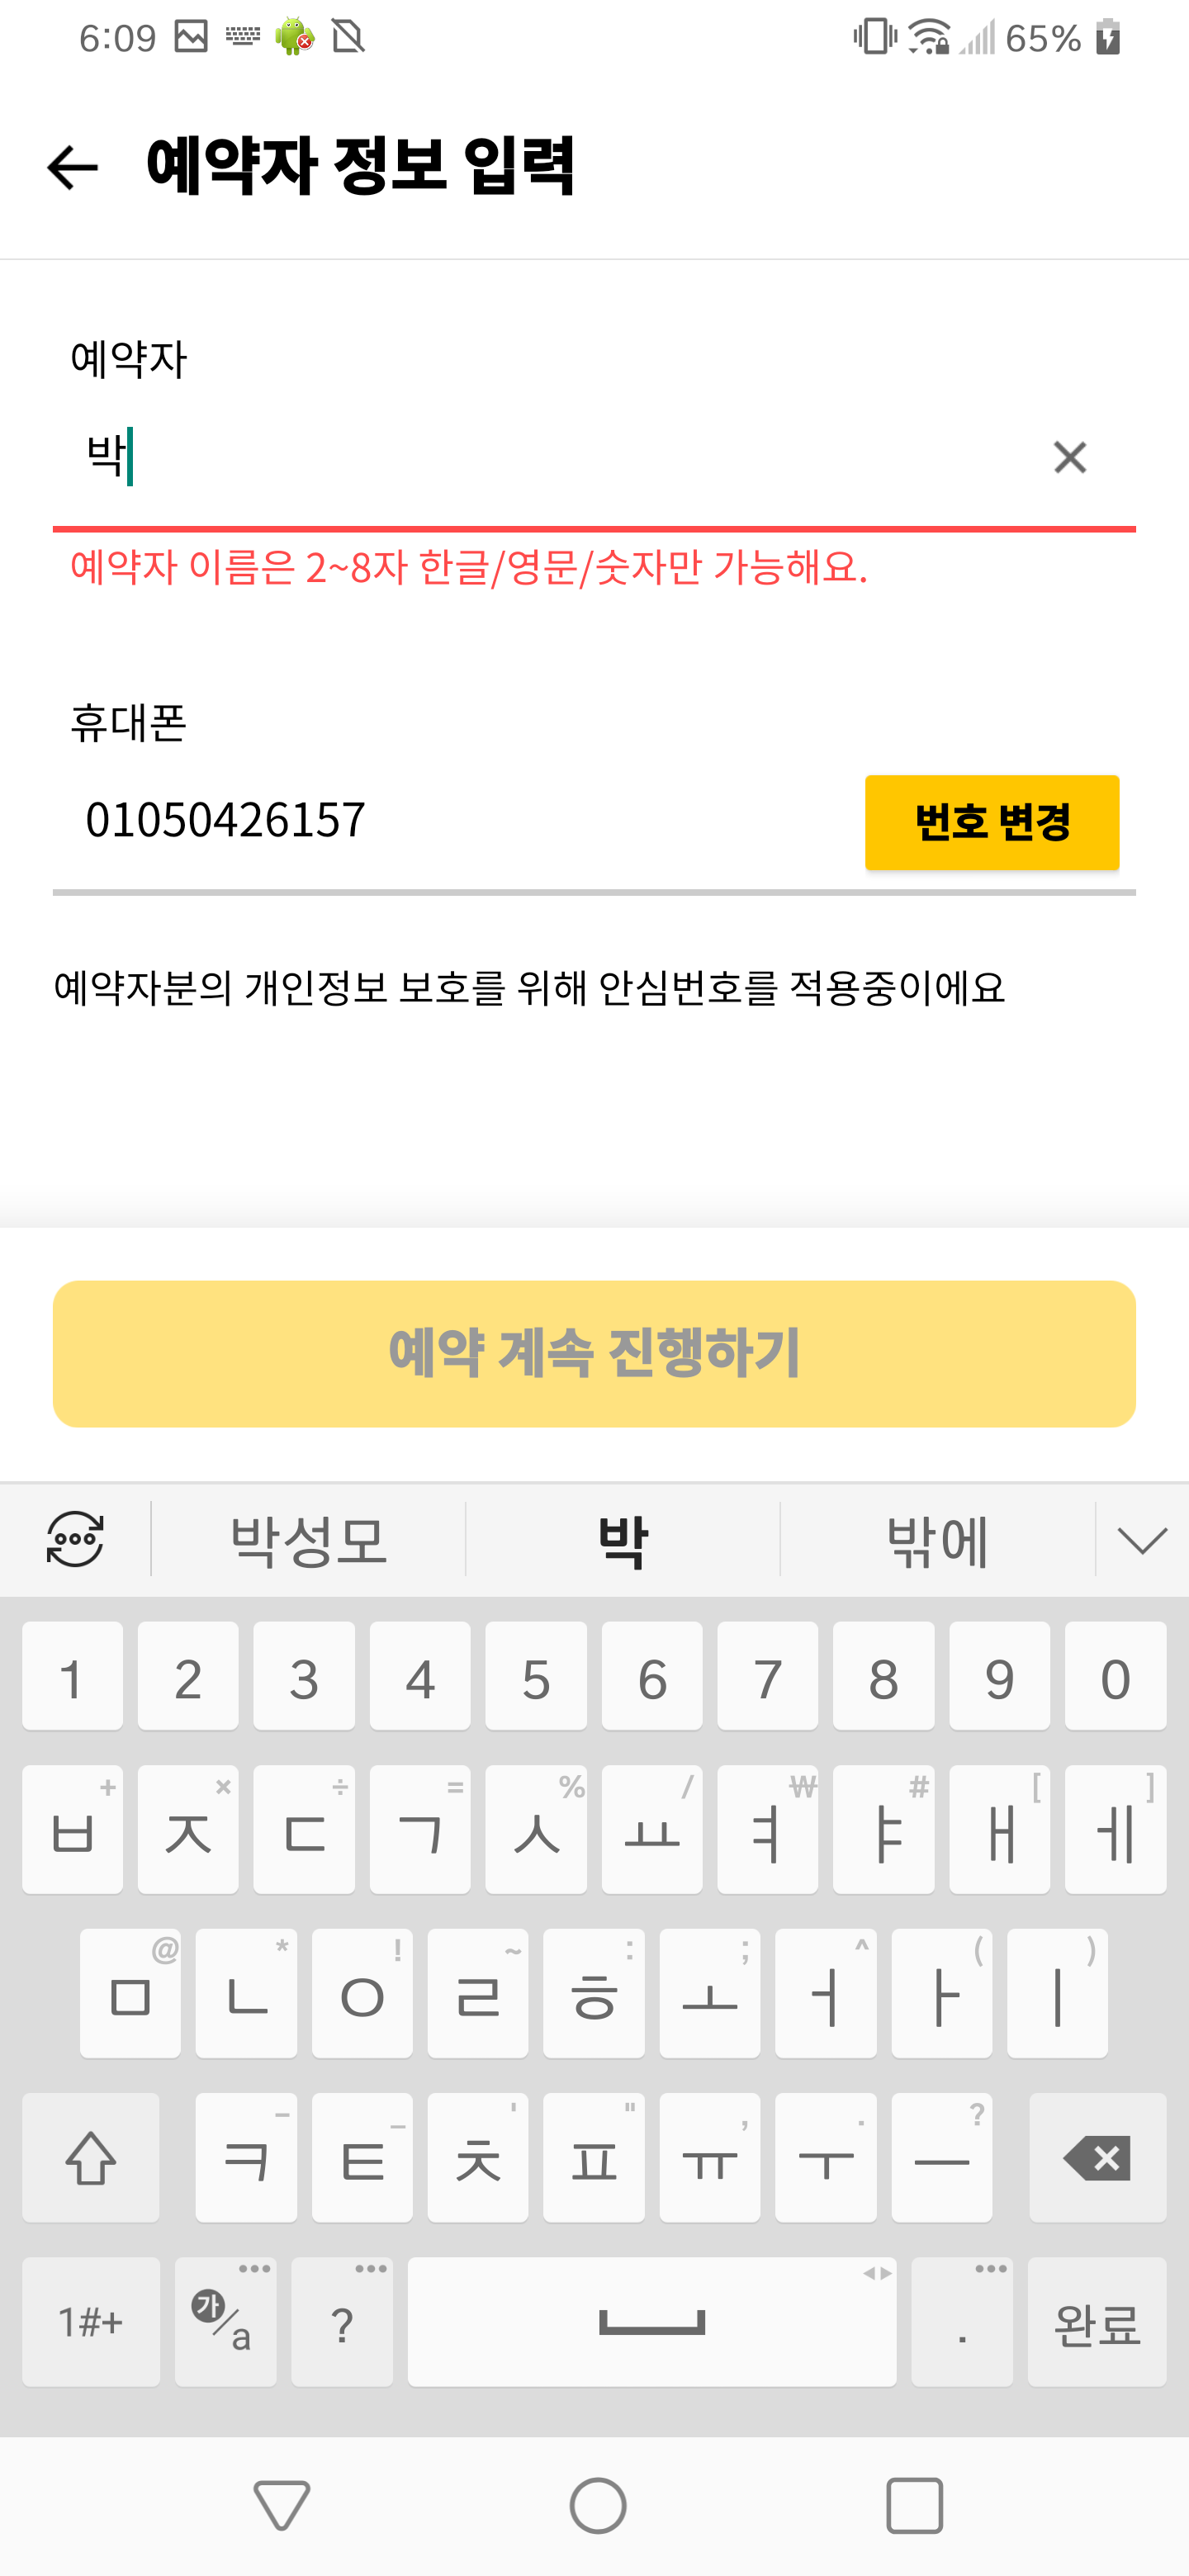 6:09
65%
예약자 정보 입력
예약자
박
예약자 이름은 2~8자 한글/영문/숫자만 가능해요.
휴대폰
01050426157
번호 변경
예약자분의 개인정보 보호를 위해 안심번호를 적용중이에요
예약 계속 진행하기
박성모 박 밖에
1 2 3 4 5 6 7 8 9 0
+ × ÷ = % / ₩ # [ ]
ㅂ ㅈ ㄷ ㄱ ㅅ ㅛ ㅕ ㅑ ㅐ ㅔ
@ * ! ~ : ; ^ ( )
ㅁ ㄴ ㅇ ㄹ ㅎ ㅗ ㅓ ㅏ ㅣ
- _ ' " , . ?
ㅋ ㅌ ㅊ ㅍ ㅠ ㅜ ㅡ
1#+ 가/a ? . 완료